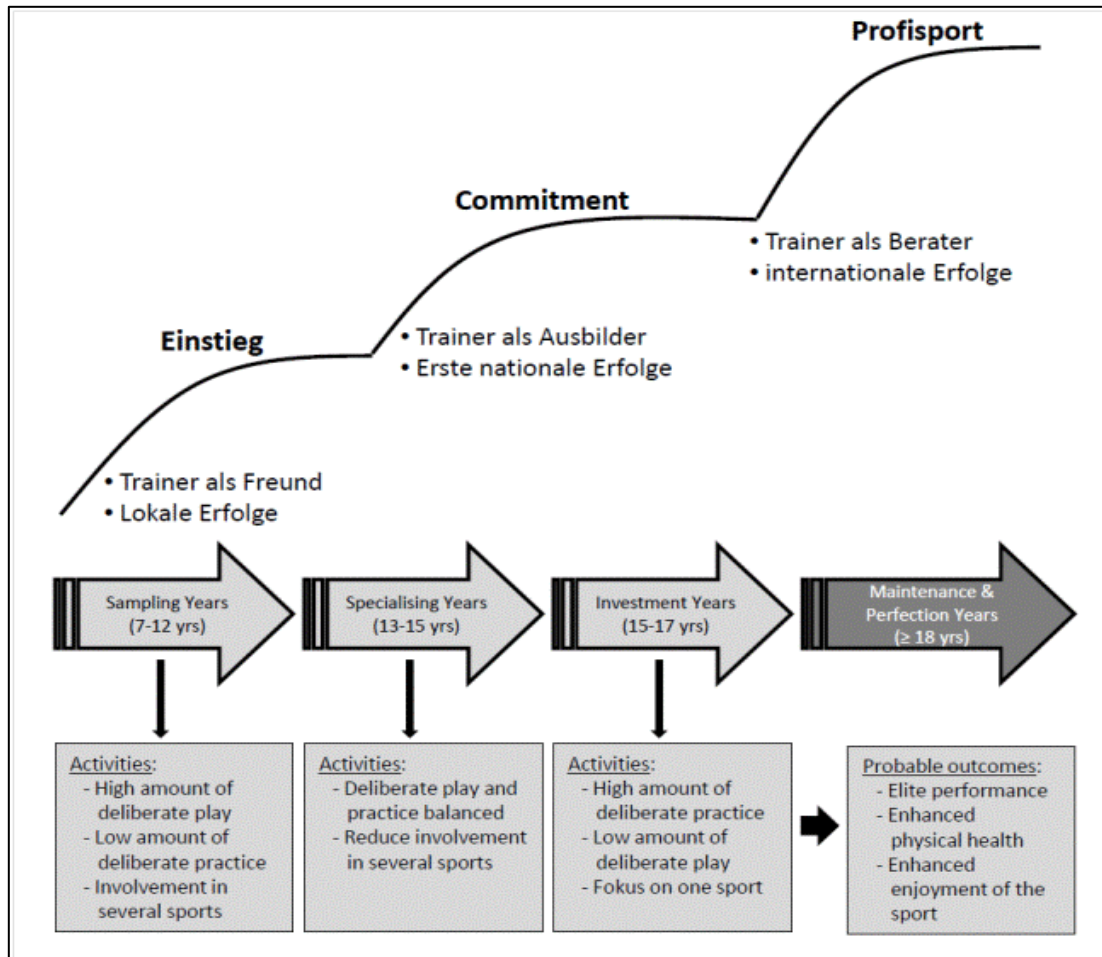 Profisport
Commitment
• Trainer als Berater
• internationale Erfolge
Einstieg
• Trainer als Ausbilder
• Erste nationale Erfolge
• Trainer als Freund
• Lokale Erfolge
Sampling Years
(7-12 yrs)
Specialising Years
(13-15 yrs)
Investment Years
(15-17 yrs)
Maintenance &
Perfection Years
(≥ 18 yrs)
Activities:
- High amount of
deliberate play
- Low amount of
deliberate practice
- Involvement in
several sports
Activities:
- Deliberate play and
practice balanced
- Reduce involvement
in several sports
Activities:
- High amount of
deliberate practice
- Low amount of
deliberate play
- Fokus on one sport
Probable outcomes:
- Elite performance
- Enhanced
physical health
- Enhanced
enjoyment of the
sport